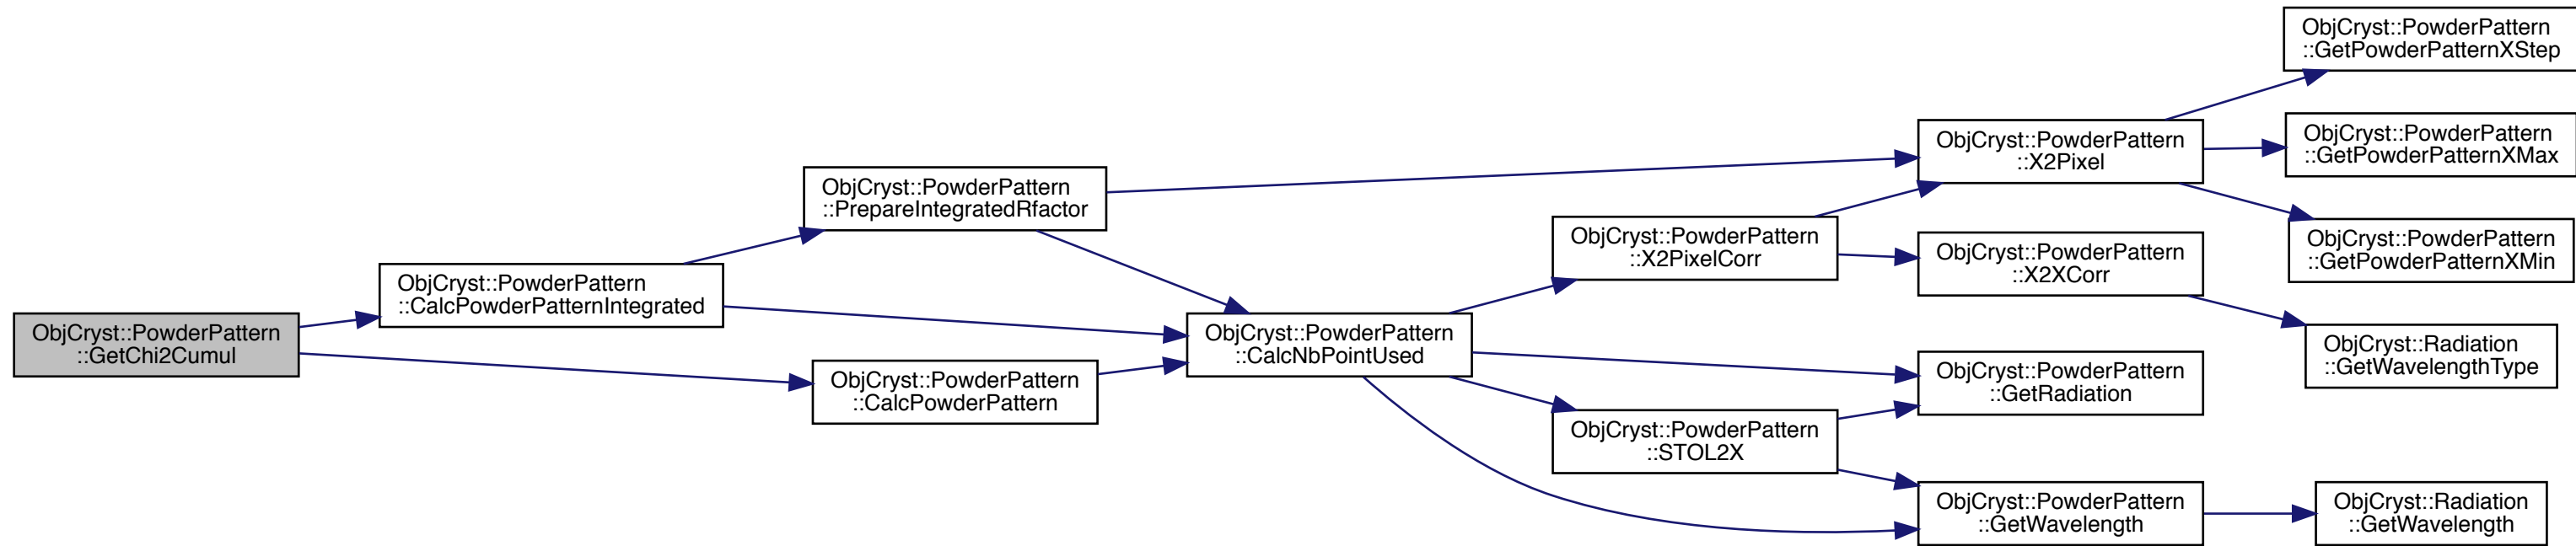 ObjCryst::PowderPattern
::GetChi2Cumul
ObjCryst::PowderPattern
::CalcPowderPatternIntegrated
ObjCryst::PowderPattern
::PrepareIntegratedRfactor
ObjCryst::PowderPattern
::CalcPowderPattern
ObjCryst::PowderPattern
::CalcNbPointUsed
ObjCryst::PowderPattern
::X2PixelCorr
ObjCryst::PowderPattern
::STOL2X
ObjCryst::PowderPattern
::X2Pixel
ObjCryst::PowderPattern
::X2XCorr
ObjCryst::PowderPattern
::GetRadiation
ObjCryst::PowderPattern
::GetWavelength
ObjCryst::PowderPattern
::GetPowderPatternXStep
ObjCryst::PowderPattern
::GetPowderPatternXMax
ObjCryst::PowderPattern
::GetPowderPatternXMin
ObjCryst::Radiation
::GetWavelengthType
ObjCryst::Radiation
::GetWavelength